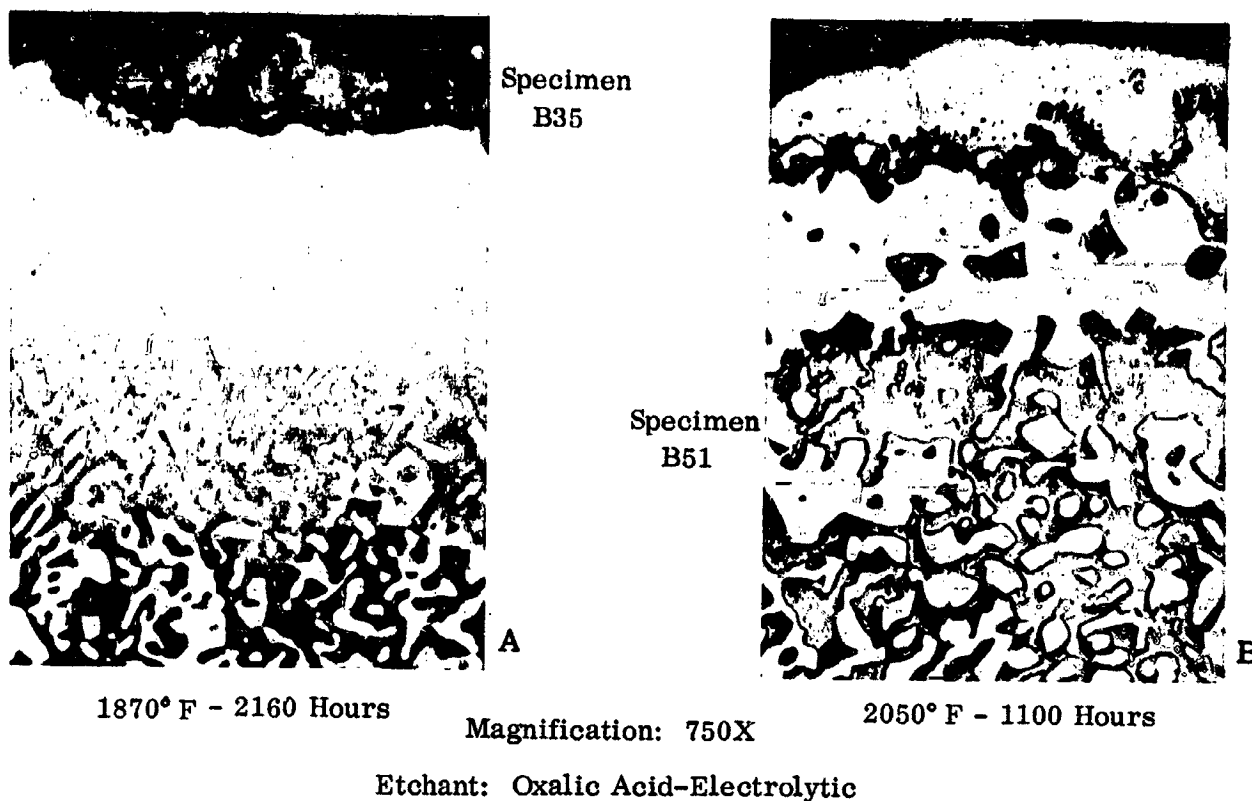 Specimen
B35
Specimen
B51
A
B
1870° F - 2160 Hours
2050° F - 1100 Hours
Magnification: 750X
Etchant: Oxalic Acid-Electrolytic